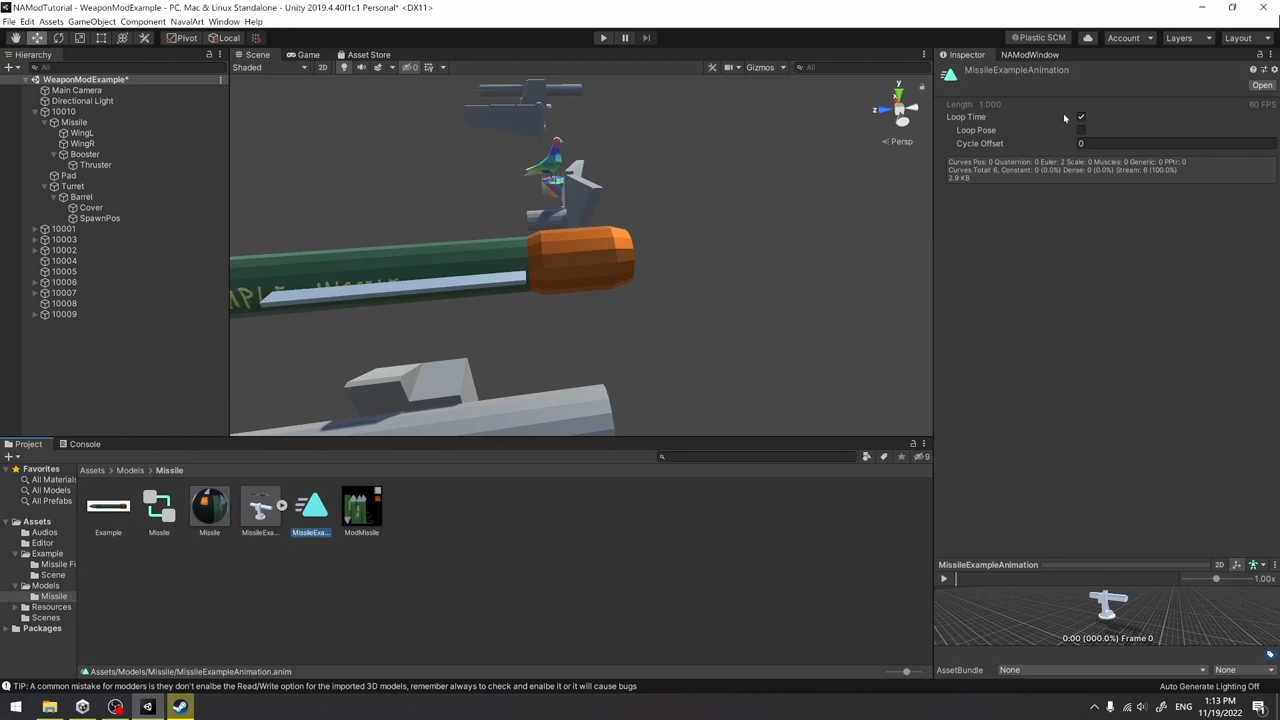 NAModTutorial - WeaponModExample - PC, Mac & Linux Standalone - Unity 2019.4.40f1c1 Personal* <DX11>
File Edit Assets GameObject Component NavalArt Window Help
Pivot Local Plastic SCM Account Layers Layout
Hierarchy Scene Game Asset Store Inspector NAModWindow
All Shaded 2D 0 Gizmos All MissileExampleAnimation
Open
WeaponModExample*
Main Camera
Directional Light
10010
Missile
WingL
WingR
Booster
Thruster
Pad
Turret
Barrel
Cover
SpawnPos
10001
10003
10002
10004
10005
10006
10007
10008
10009
y
x
z
Persp
Length 1.000 60 FPS
Loop Time
Loop Pose
Cycle Offset 0
Curves Pos: 0 Quaternion: 0 Euler: 2 Scale: 0 Muscles: 0 Generic: 0 PPtr: 0
Curves Total: 6, Constant: 0 (0.0%) Dense: 0 (0.0%) Stream: 6 (100.0%)
2.9 KB
Project Console
9
Favorites
All Materials
All Models
All Prefabs
Assets
Audios
Editor
Example
Missile Fi
Scene
Models
Missile
Resources
Scenes
Packages
Assets > Models > Missile
Example Missile Missile MissileExa... MissileExa... ModMissile
Assets/Models/Missile/MissileExampleAnimation.anim
MissileExampleAnimation 2D
1.00x
0:00 (000.0%) Frame 0
AssetBundle None None
TIP: A common mistake for modders is they don't enalbe the Read/Write option for the imported 3D models, remember always to check and enalbe it or it will cause bugs
Auto Generate Lighting Off
ENG 1:13 PM
11/19/2022